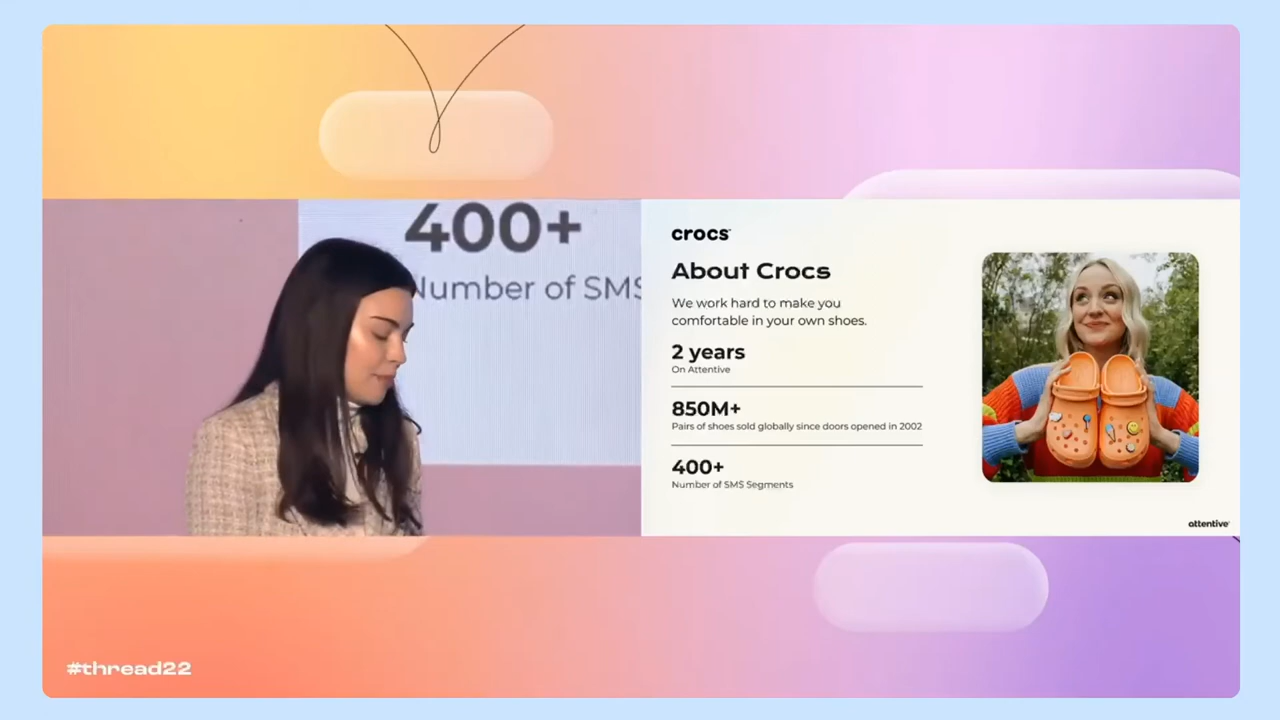 400+
Number of SMS
crocs™
About Crocs
We work hard to make you
comfortable in your own shoes.
2 years
On Attentive
850M+
Pairs of shoes sold globally since doors opened in 2002
400+
Number of SMS Segments
attentive®
#thread22